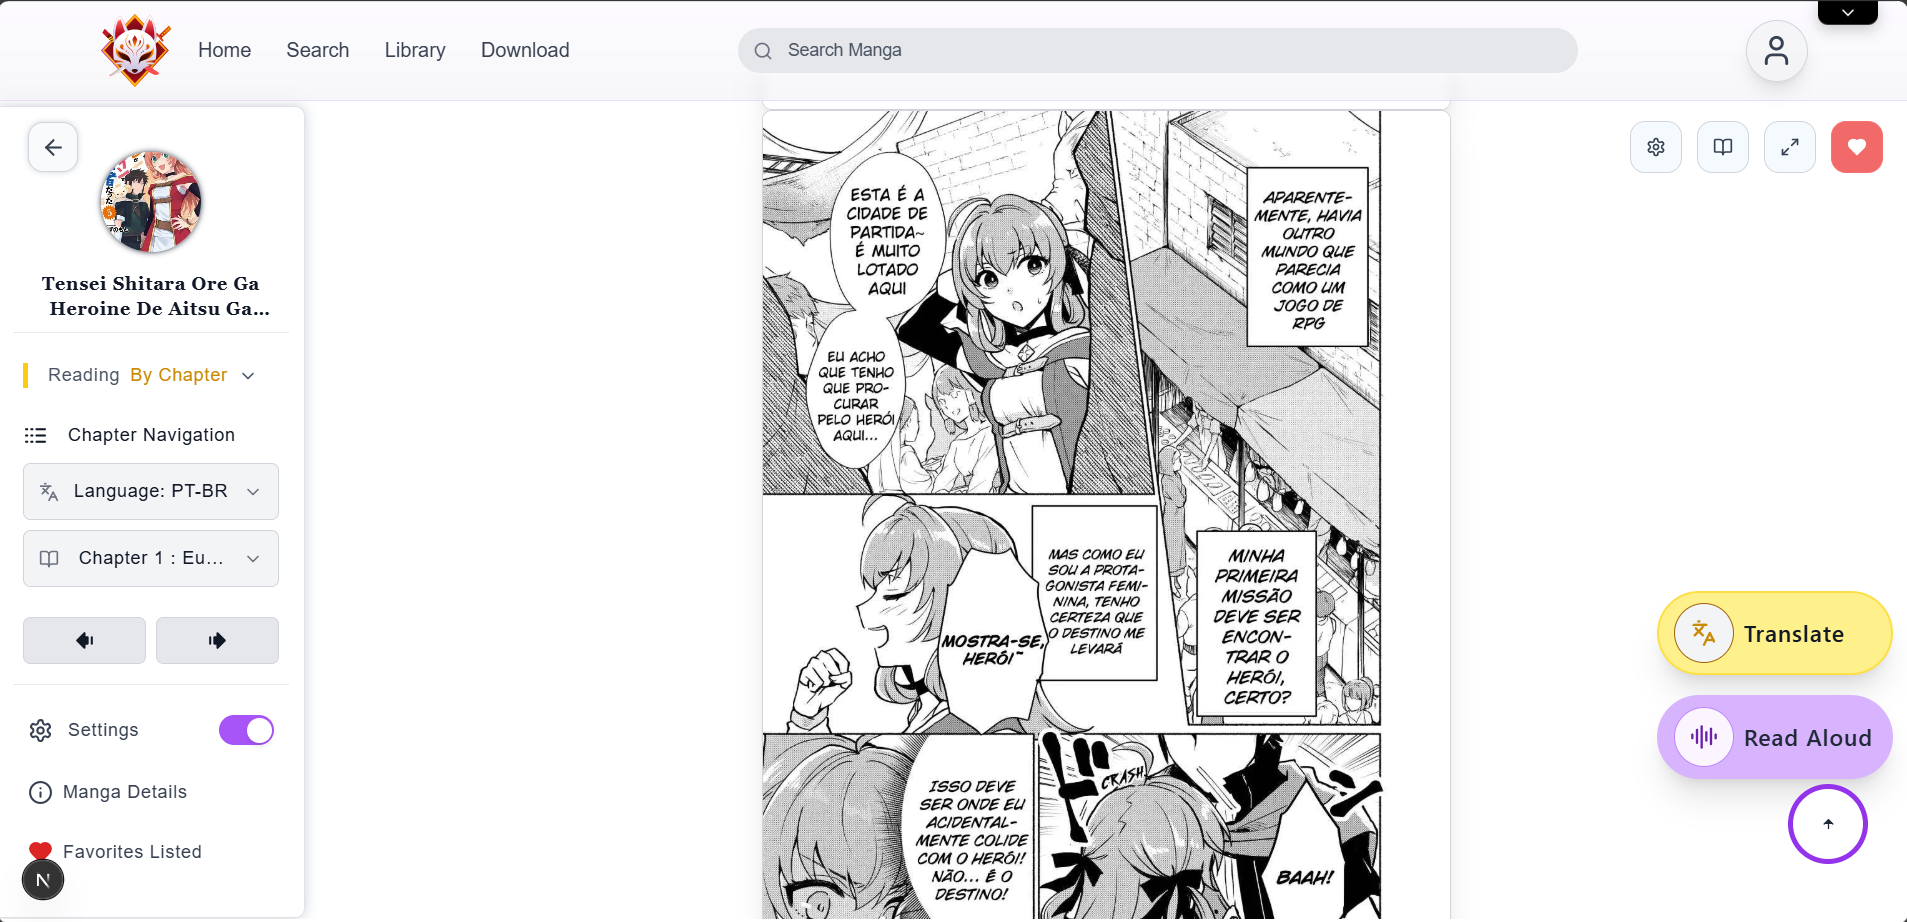 Home
Search
Library
Download
Search Manga
Tensei Shitara Ore Ga
Heroine De Aitsu Ga...
Reading By Chapter
Chapter Navigation
Language: PT-BR
Chapter 1 : Eu...
Settings
Manga Details
Favorites Listed
N
APARENTE-
MENTE, HAVIA
OUTRO
MUNDO QUE
PARECIA
COMO UM
JOGO DE
RPG
ESTA É A
CIDADE DE
PARTIDA~
É MUITO
LOTADO
AQUI
EU ACHO
QUE TENHO
QUE PRO-
CURAR
PELO HERÓI
AQUI...
MINHA
PRIMEIRA
MISSÃO
DEVE SER
ENCON-
TRAR O
HERÓI,
CERTO?
MAS COMO EU
SOU A PROTA-
GONISTA FEMI-
NINA, TENHO
CERTEZA QUE
O DESTINO ME
LEVARÁ
MOSTRA-SE,
HERÓI~
ISSO DEVE
SER ONDE EU
ACIDENTAL-
MENTE COLIDE
COM O HERÓI!
NÃO... É O
DESTINO!
CRASH
BAAH!
Translate
Read Aloud